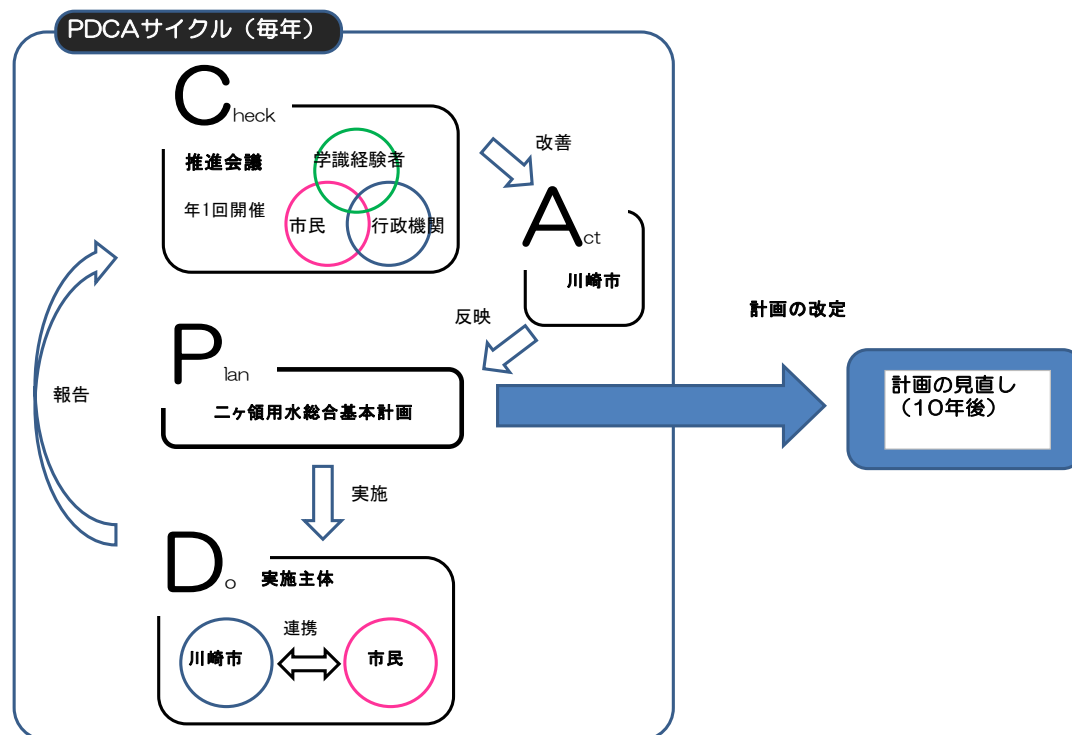 PDCAサイクル（毎年）
Check
推進会議
年1回開催
学識経験者
市民
行政機関
改善
Act
川崎市
反映
Plan
二ヶ領用水総合基本計画
計画の改定
計画の見直し
（10年後）
報告
実施
Do
実施主体
川崎市
連携
市民